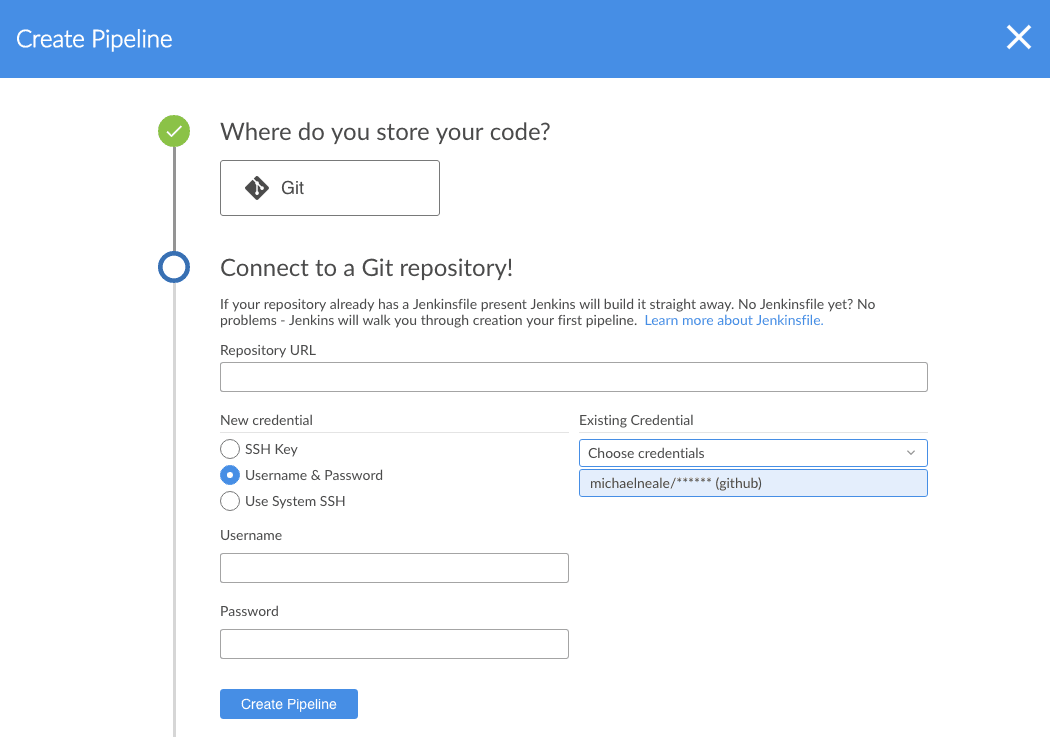 Create Pipeline
Where do you store your code?
Git
Connect to a Git repository!
If your repository already has a Jenkinsfile present Jenkins will build it straight away. No Jenkinsfile yet? No
problems - Jenkins will walk you through creation your first pipeline. Learn more about Jenkinsfile.
Repository URL
New credential
SSH Key
Username & Password
Use System SSH
Existing Credential
Choose credentials
michaelneale/****** (github)
Username
Password
Create Pipeline